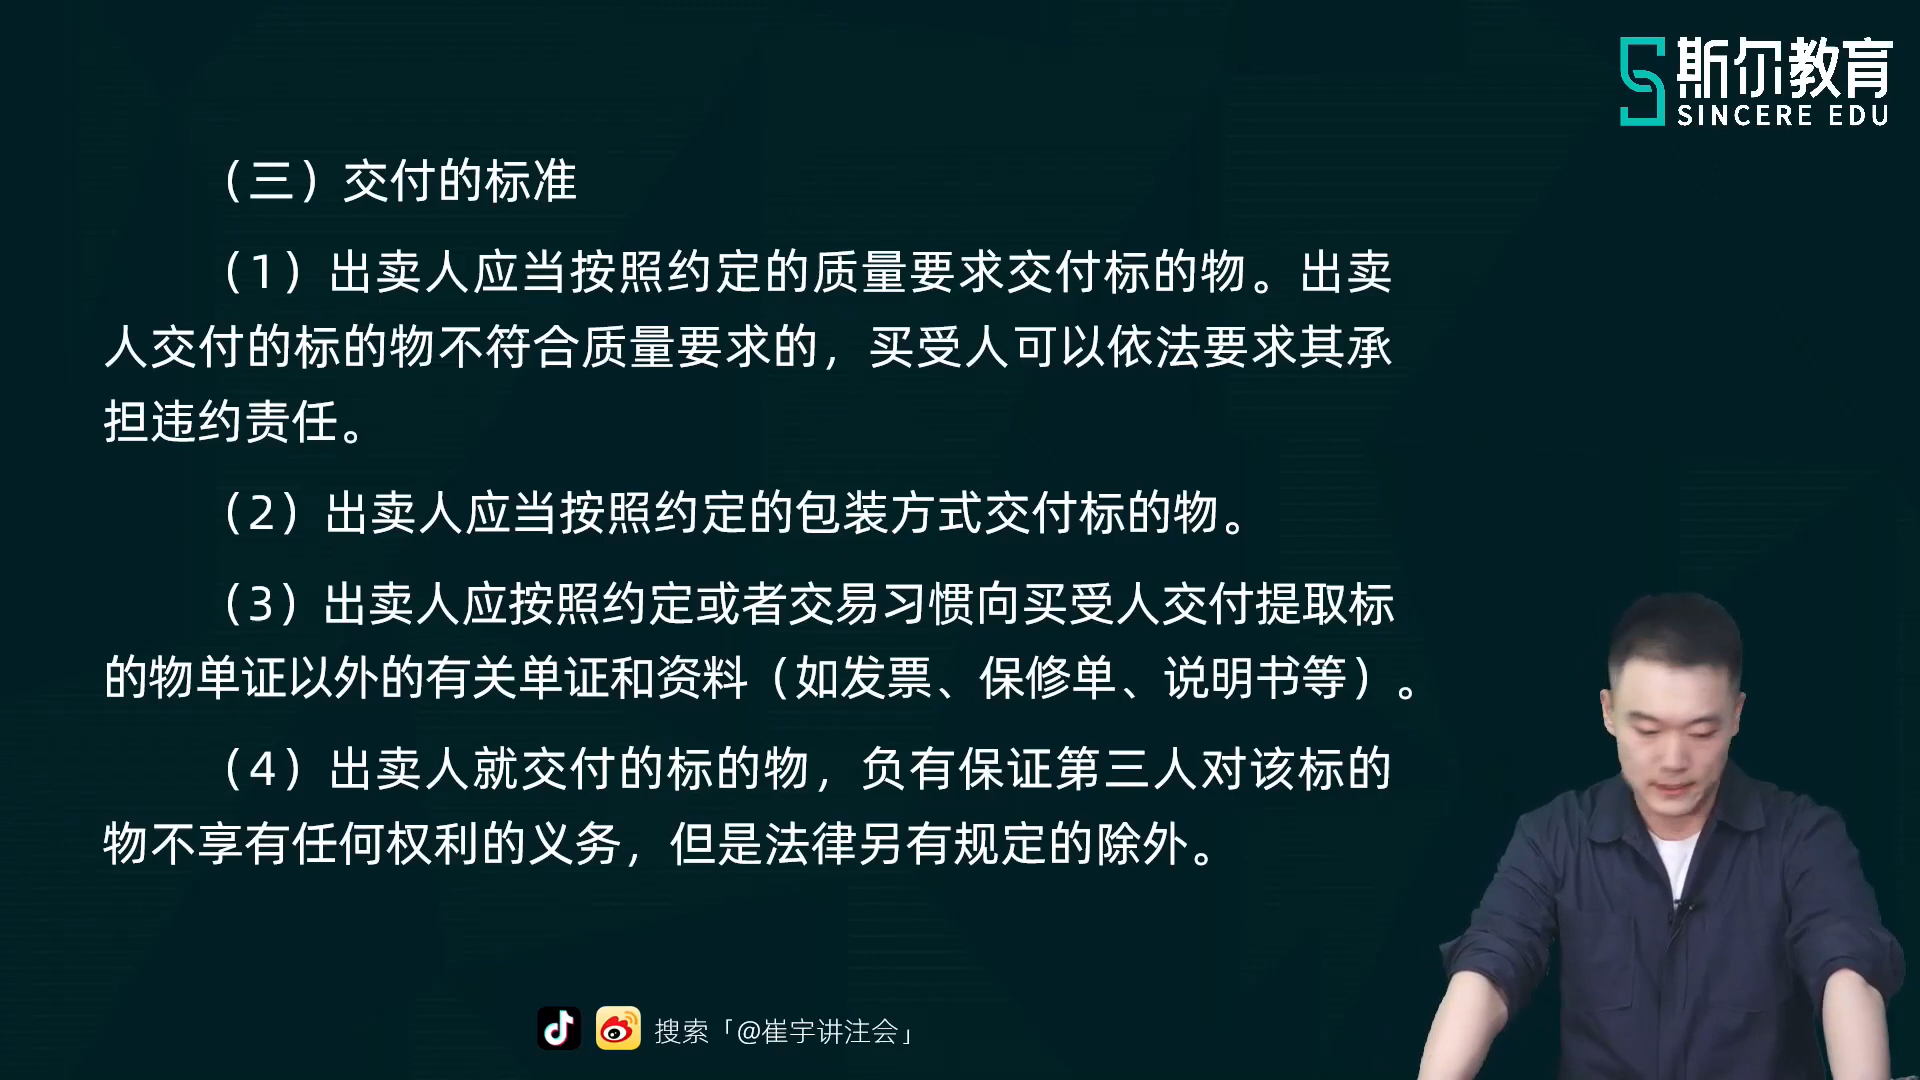 斯尔教育
SINCERE EDU
（三）交付的标准
（1）出卖人应当按照约定的质量要求交付标的物。出卖
人交付的标的物不符合质量要求的，买受人可以依法要求其承
担违约责任。
（2）出卖人应当按照约定的包装方式交付标的物。
（3）出卖人应按照约定或者交易习惯向买受人交付提取标
的物单证以外的有关单证和资料（如发票、保修单、说明书等）。
（4）出卖人就交付的标的物，负有保证第三人对该标的
物不享有任何权利的义务，但是法律另有规定的除外。
搜索「@崔宇讲注会」